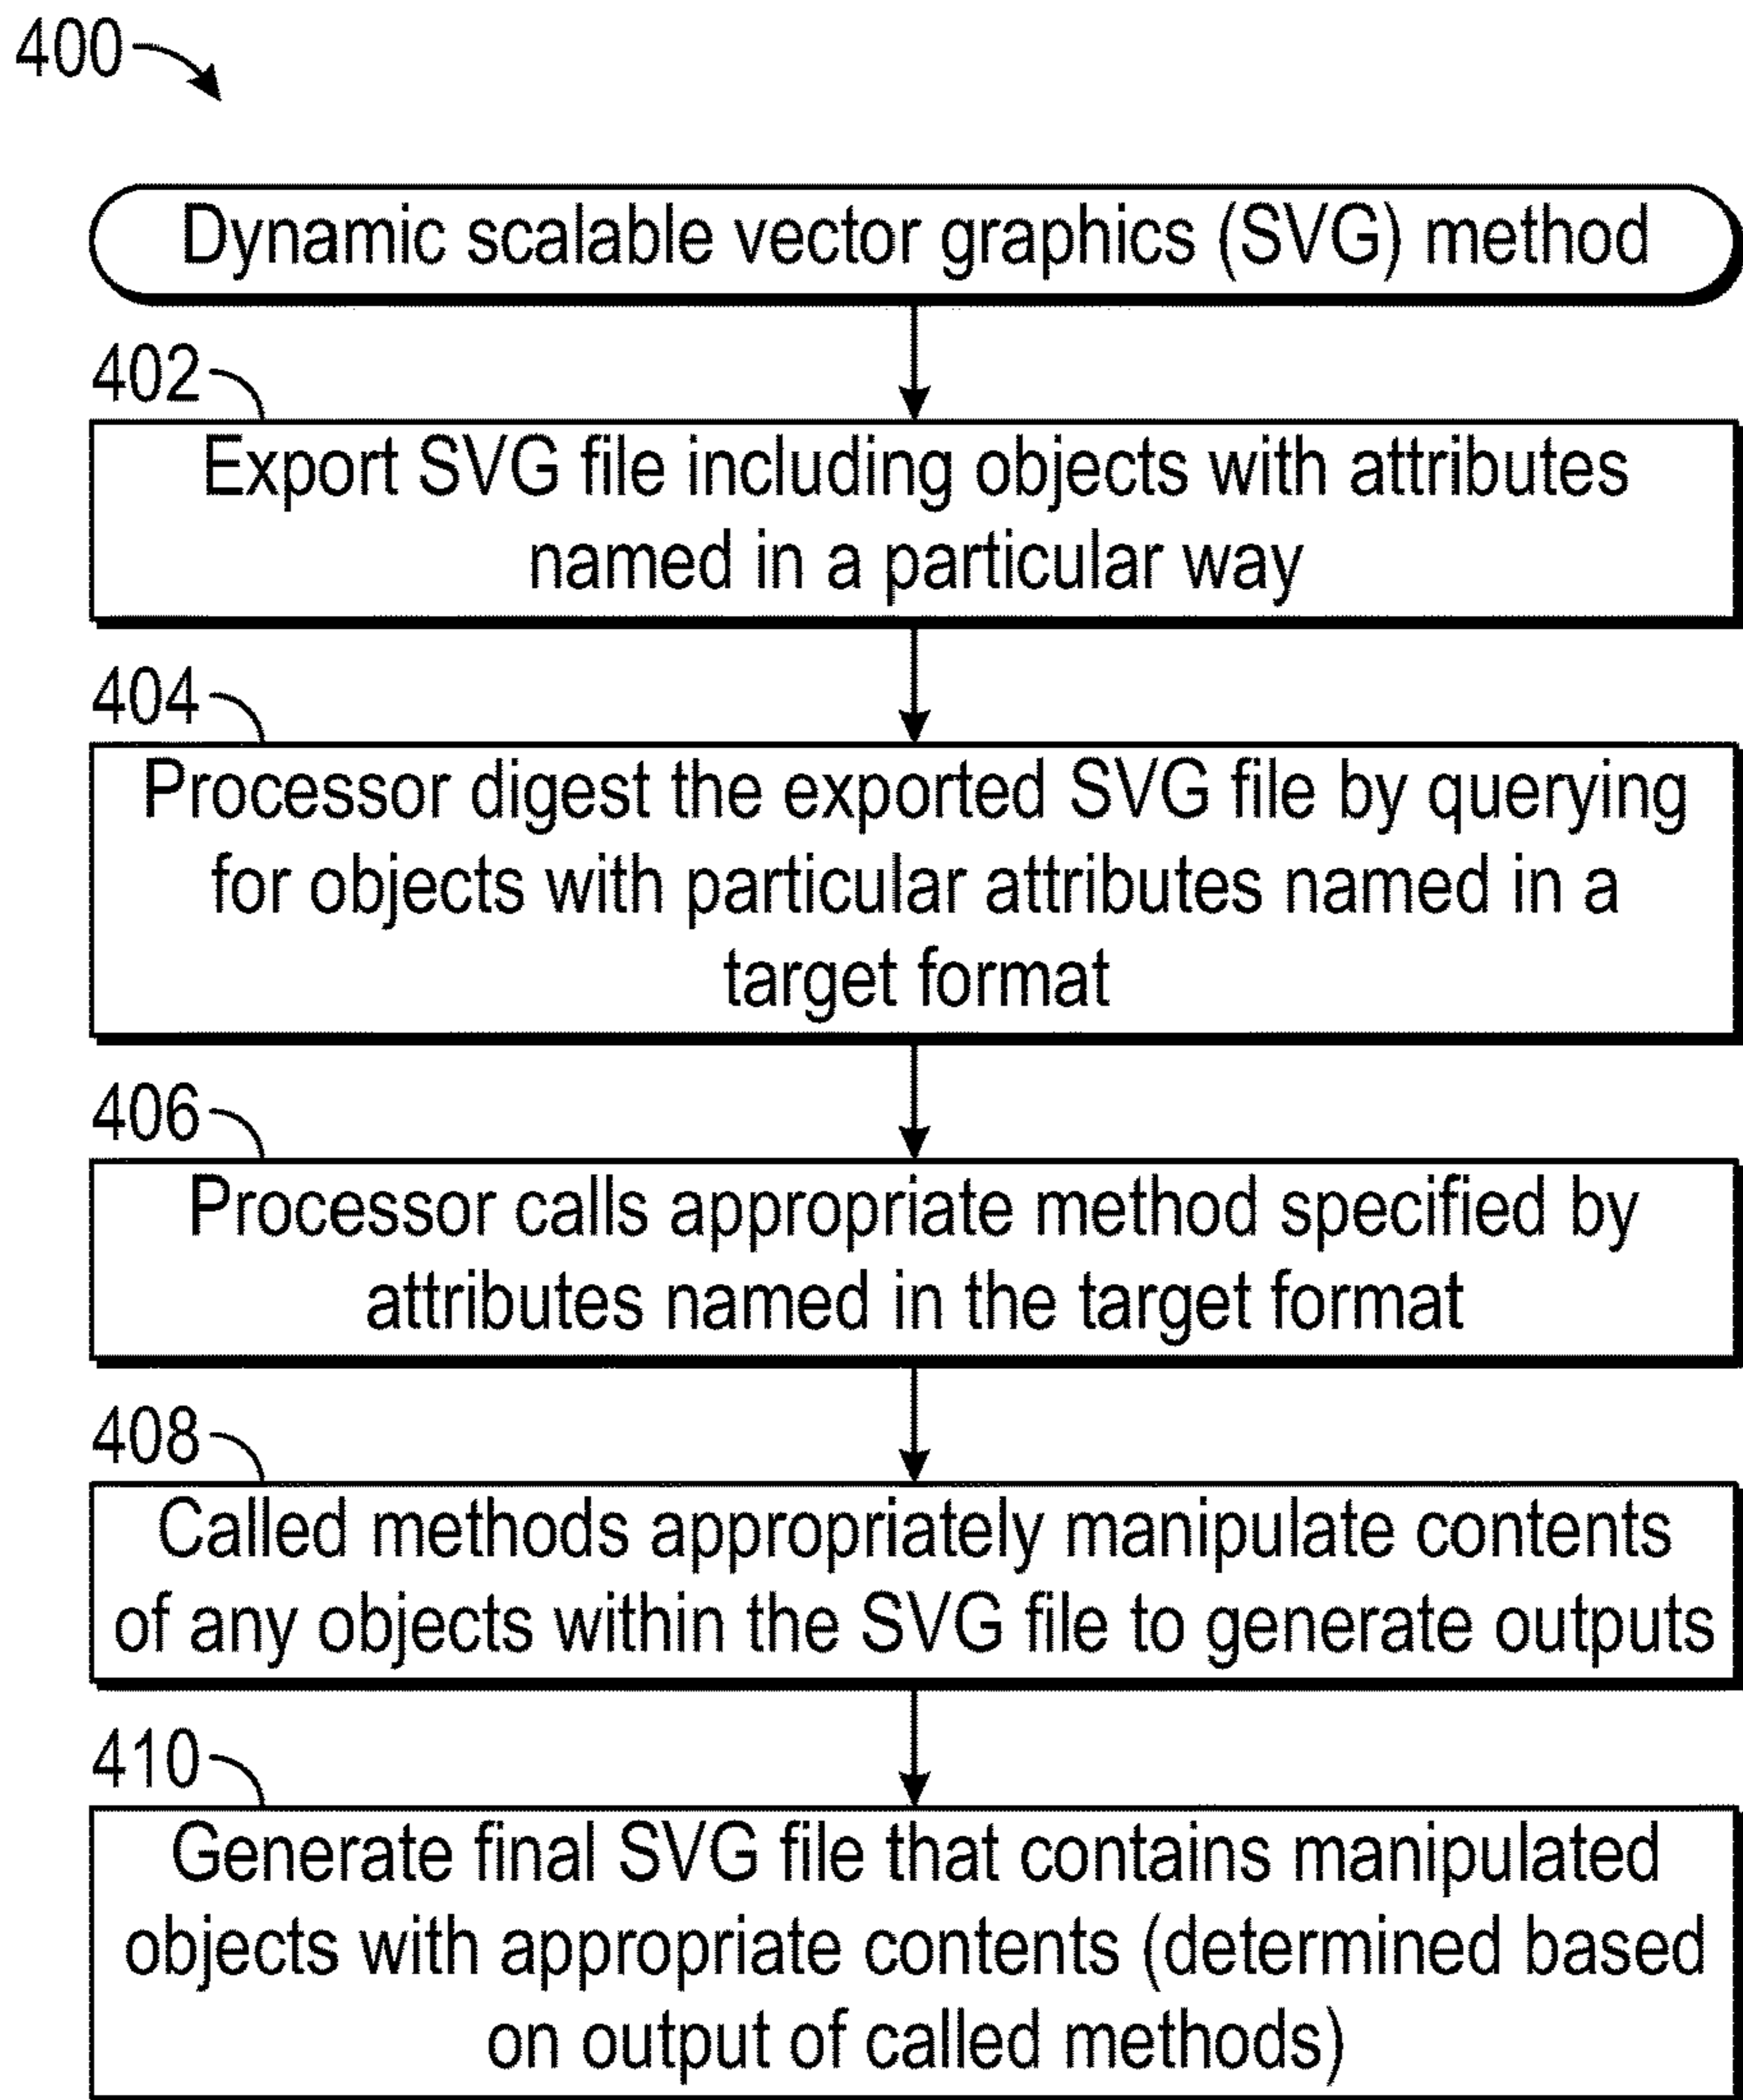 400
Dynamic scalable vector graphics (SVG) method
402
Export SVG file including objects with attributes
named in a particular way
404
Processor digest the exported SVG file by querying
for objects with particular attributes named in a
target format
406
Processor calls appropriate method specified by
attributes named in the target format
408
Called methods appropriately manipulate contents
of any objects within the SVG file to generate outputs
410
Generate final SVG file that contains manipulated
objects with appropriate contents (determined based
on output of called methods)